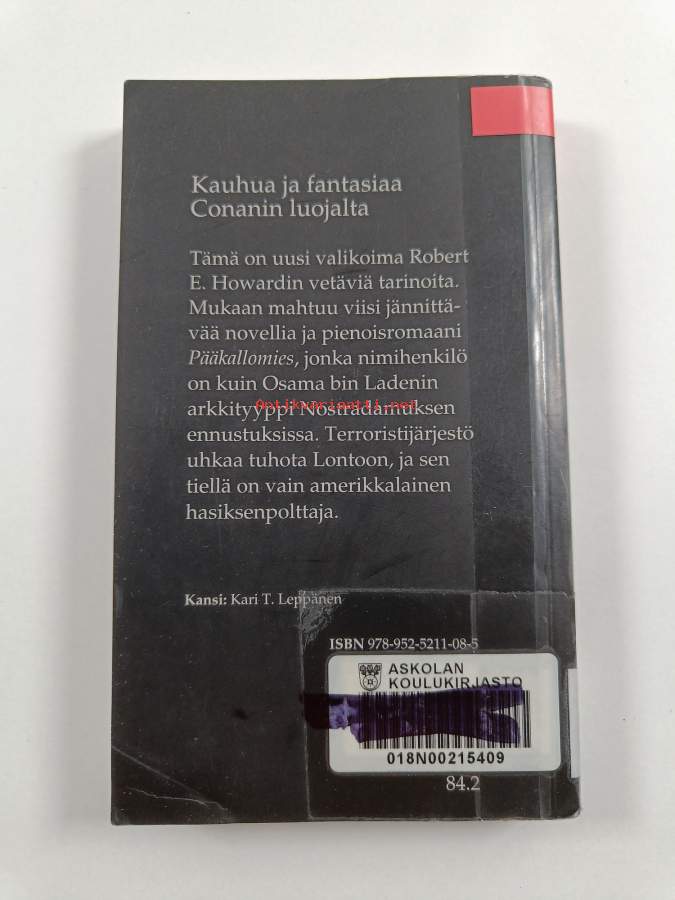 Kauhua ja fantasiaa
Conanin luojalta
Tämä on uusi valikoima Robert
E. Howardin vetäviä tarinoita.
Mukaan mahtuu viisi jännittä-
vää novellia ja pienoisromaani
Pääkallomies, jonka nimihenkilö
on kuin Osama bin Ladenin
Antikvariaatti.net
arkkityyppi Nostradamuksen
ennustuksissa. Terroristijärjestö
uhkaa tuhota Lontoon, ja sen
tiellä on vain amerikkalainen
hasiksenpolttaja.
Kansi: Kari T. Leppänen
ISBN 978-952-5211-08-5
ASKOLAN
KOULUKIRJASTO
018N00215409
84.2